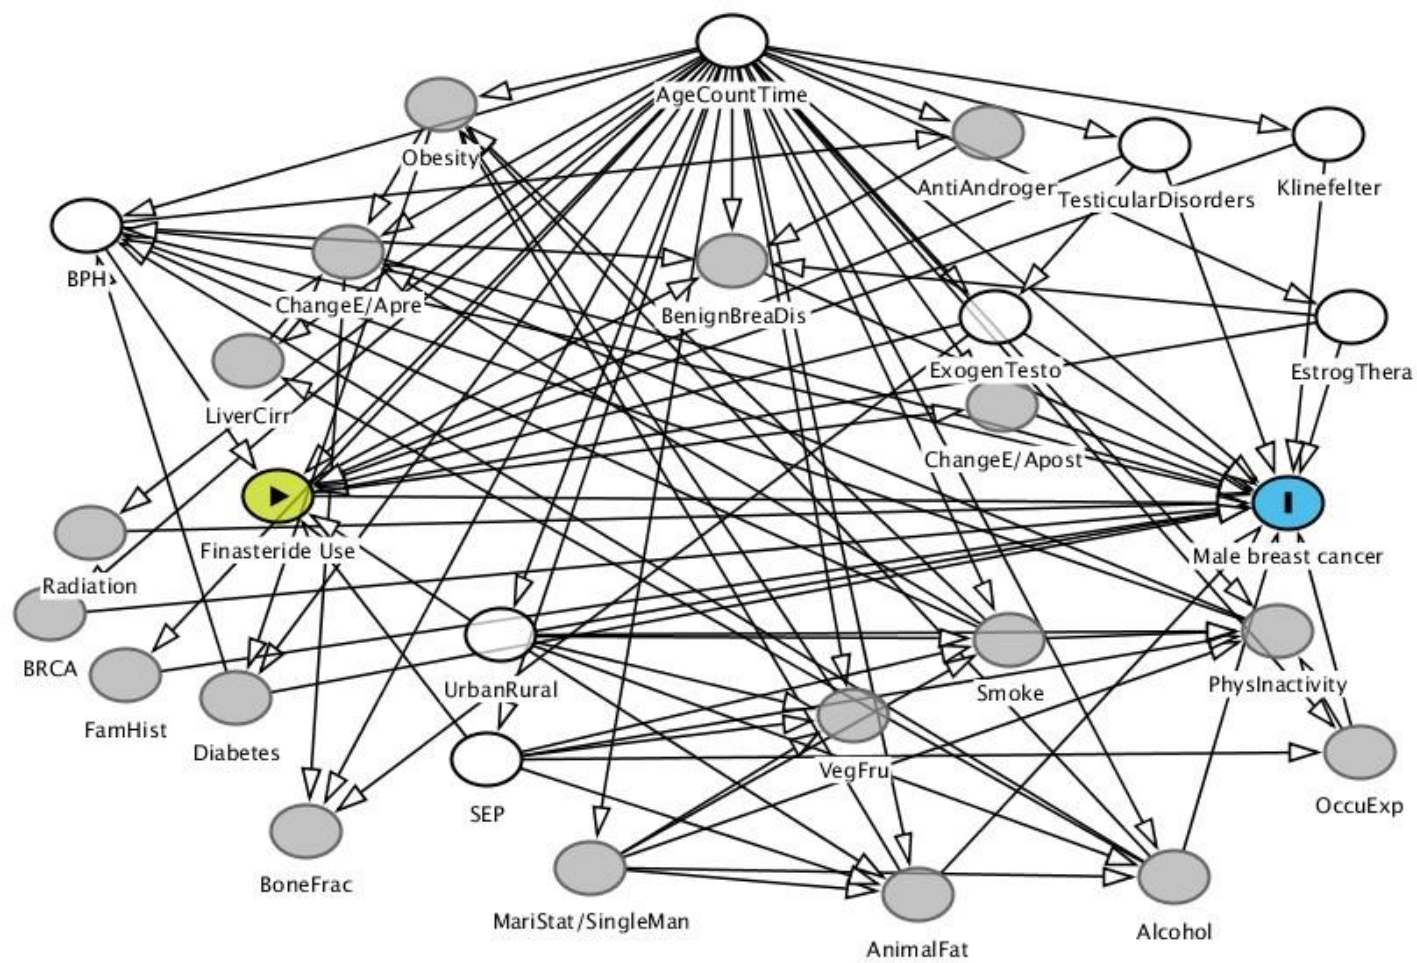 AgeCountTime
Obesity
AntiAndroger
TesticularDisorders
Klinefelter
BPH
ChangeE/Apre
BenignBreaDis
ExogenTesto
EstrogThera
LiverCirr
ChangeE/Apost
Finasteride Use
Male breast cancer
Radiation
BRCA
FamHist
Diabetes
UrbanRural
Smoke
PhysInactivity
SEP
VegFru
OccuExp
BoneFrac
MariStat/SingleMan
AnimalFat
Alcohol